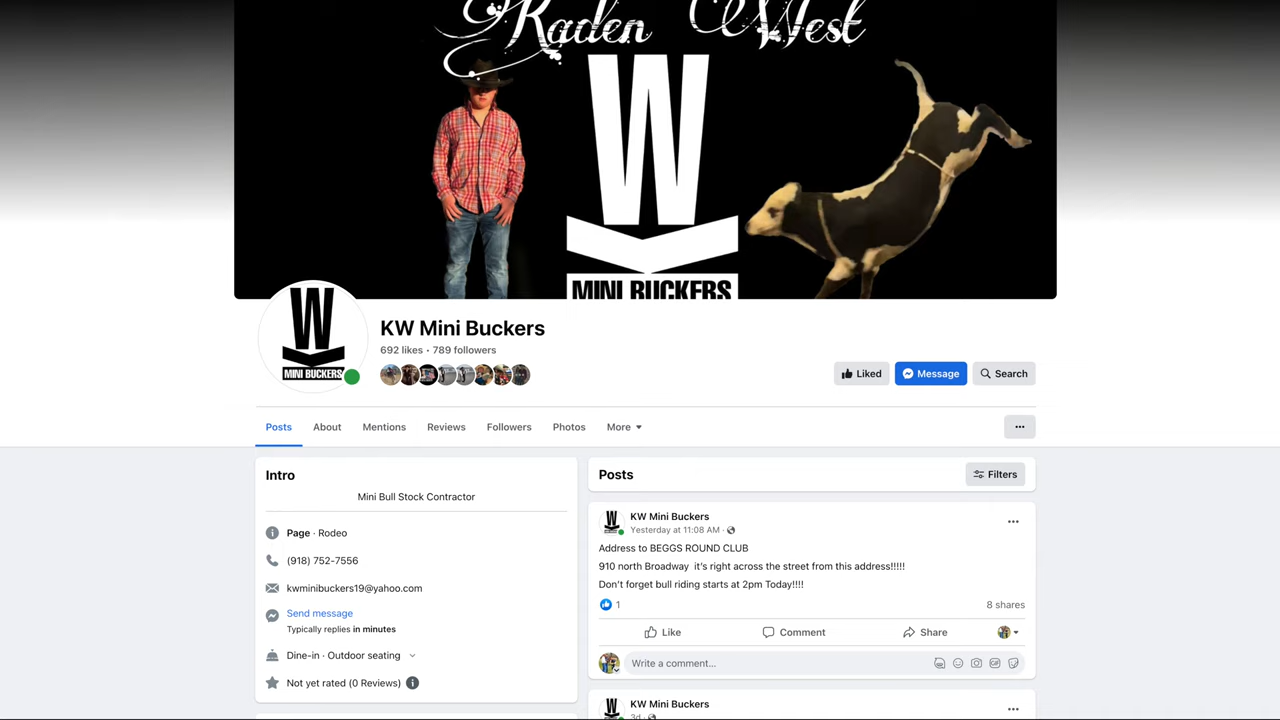 Kaden West
W
MINI BUCKERS
W
MINI BUCKERS
KW Mini Buckers
692 likes • 789 followers
Liked
Message
Search
Posts
About
Mentions
Reviews
Followers
Photos
More
Intro
Mini Bull Stock Contractor
Page · Rodeo
(918) 752-7556
kwminibuckers19@yahoo.com
Send message
Typically replies in minutes
Dine-in · Outdoor seating
Not yet rated (0 Reviews)
Posts
Filters
KW Mini Buckers
Yesterday at 11:08 AM ·
Address to BEGGS ROUND CLUB
910 north Broadway it's right across the street from this address!!!!!
Don't forget bull riding starts at 2pm Today!!!!
1
8 shares
Like
Comment
Share
Write a comment...
GIF
KW Mini Buckers
3d ·